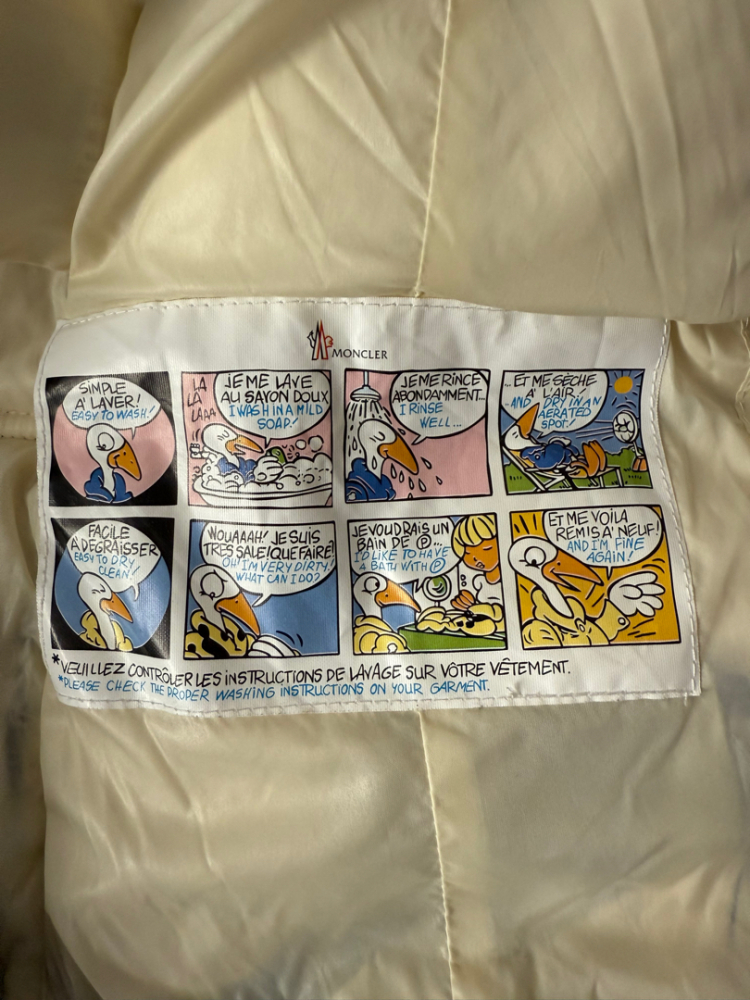 MONCLER
SIMPLE
A' LAVER!
EASY TO WASH!
LA
LA
LÀAA
JE ME LAVE
AU SAYON DOUX
I WASH IN A MILD
SOAP!
JE ME RINCE
ABONDAMMENT...
I RINSE
WELL...
...ET ME SÈCHE
A' L'AIR!
...AND DRY IN AN
AERATED
SPOT!
FACILE
A' DEGRAISSER
EASY TO DRY
CLEAN!
WOUAAAH! JE SUIS
TRES SALE! QUE FAIRE?
OH! I'M VERY DIRTY!
WHAT CAN I DO?
JE VOUDRAIS UN
BAIN DE Ⓟ...
I'D LIKE TO HAVE
A BATH WITH Ⓟ
ET ME VOILA
REMIS A' NEUF!
AND I'M FINE
AGAIN!
*VEUILLEZ CONTRÔLER LES INSTRUCTIONS DE LAVAGE SUR VÔTRE VÊTEMENT.
*PLEASE CHECK THE PROPER WASHING INSTRUCTIONS ON YOUR GARMENT.